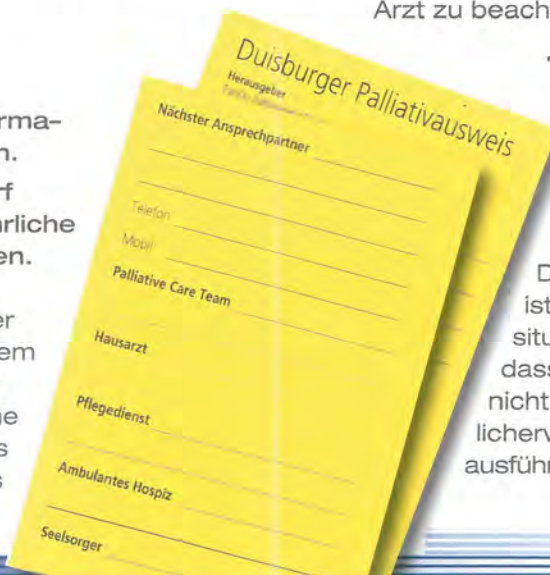 Arzt zu beach
rma-
n.
rf
rliche
en.
er
em
ne
s
s
Duisburger Palliativausweis
Herausgeber
Nächster Ansprechpartner
Telefon
Mobil
Palliative Care Team
Hausarzt
Pflegedienst
Ambulantes Hospiz
Seelsorger
D
ist
situ
dass
nicht
licherv
ausführ